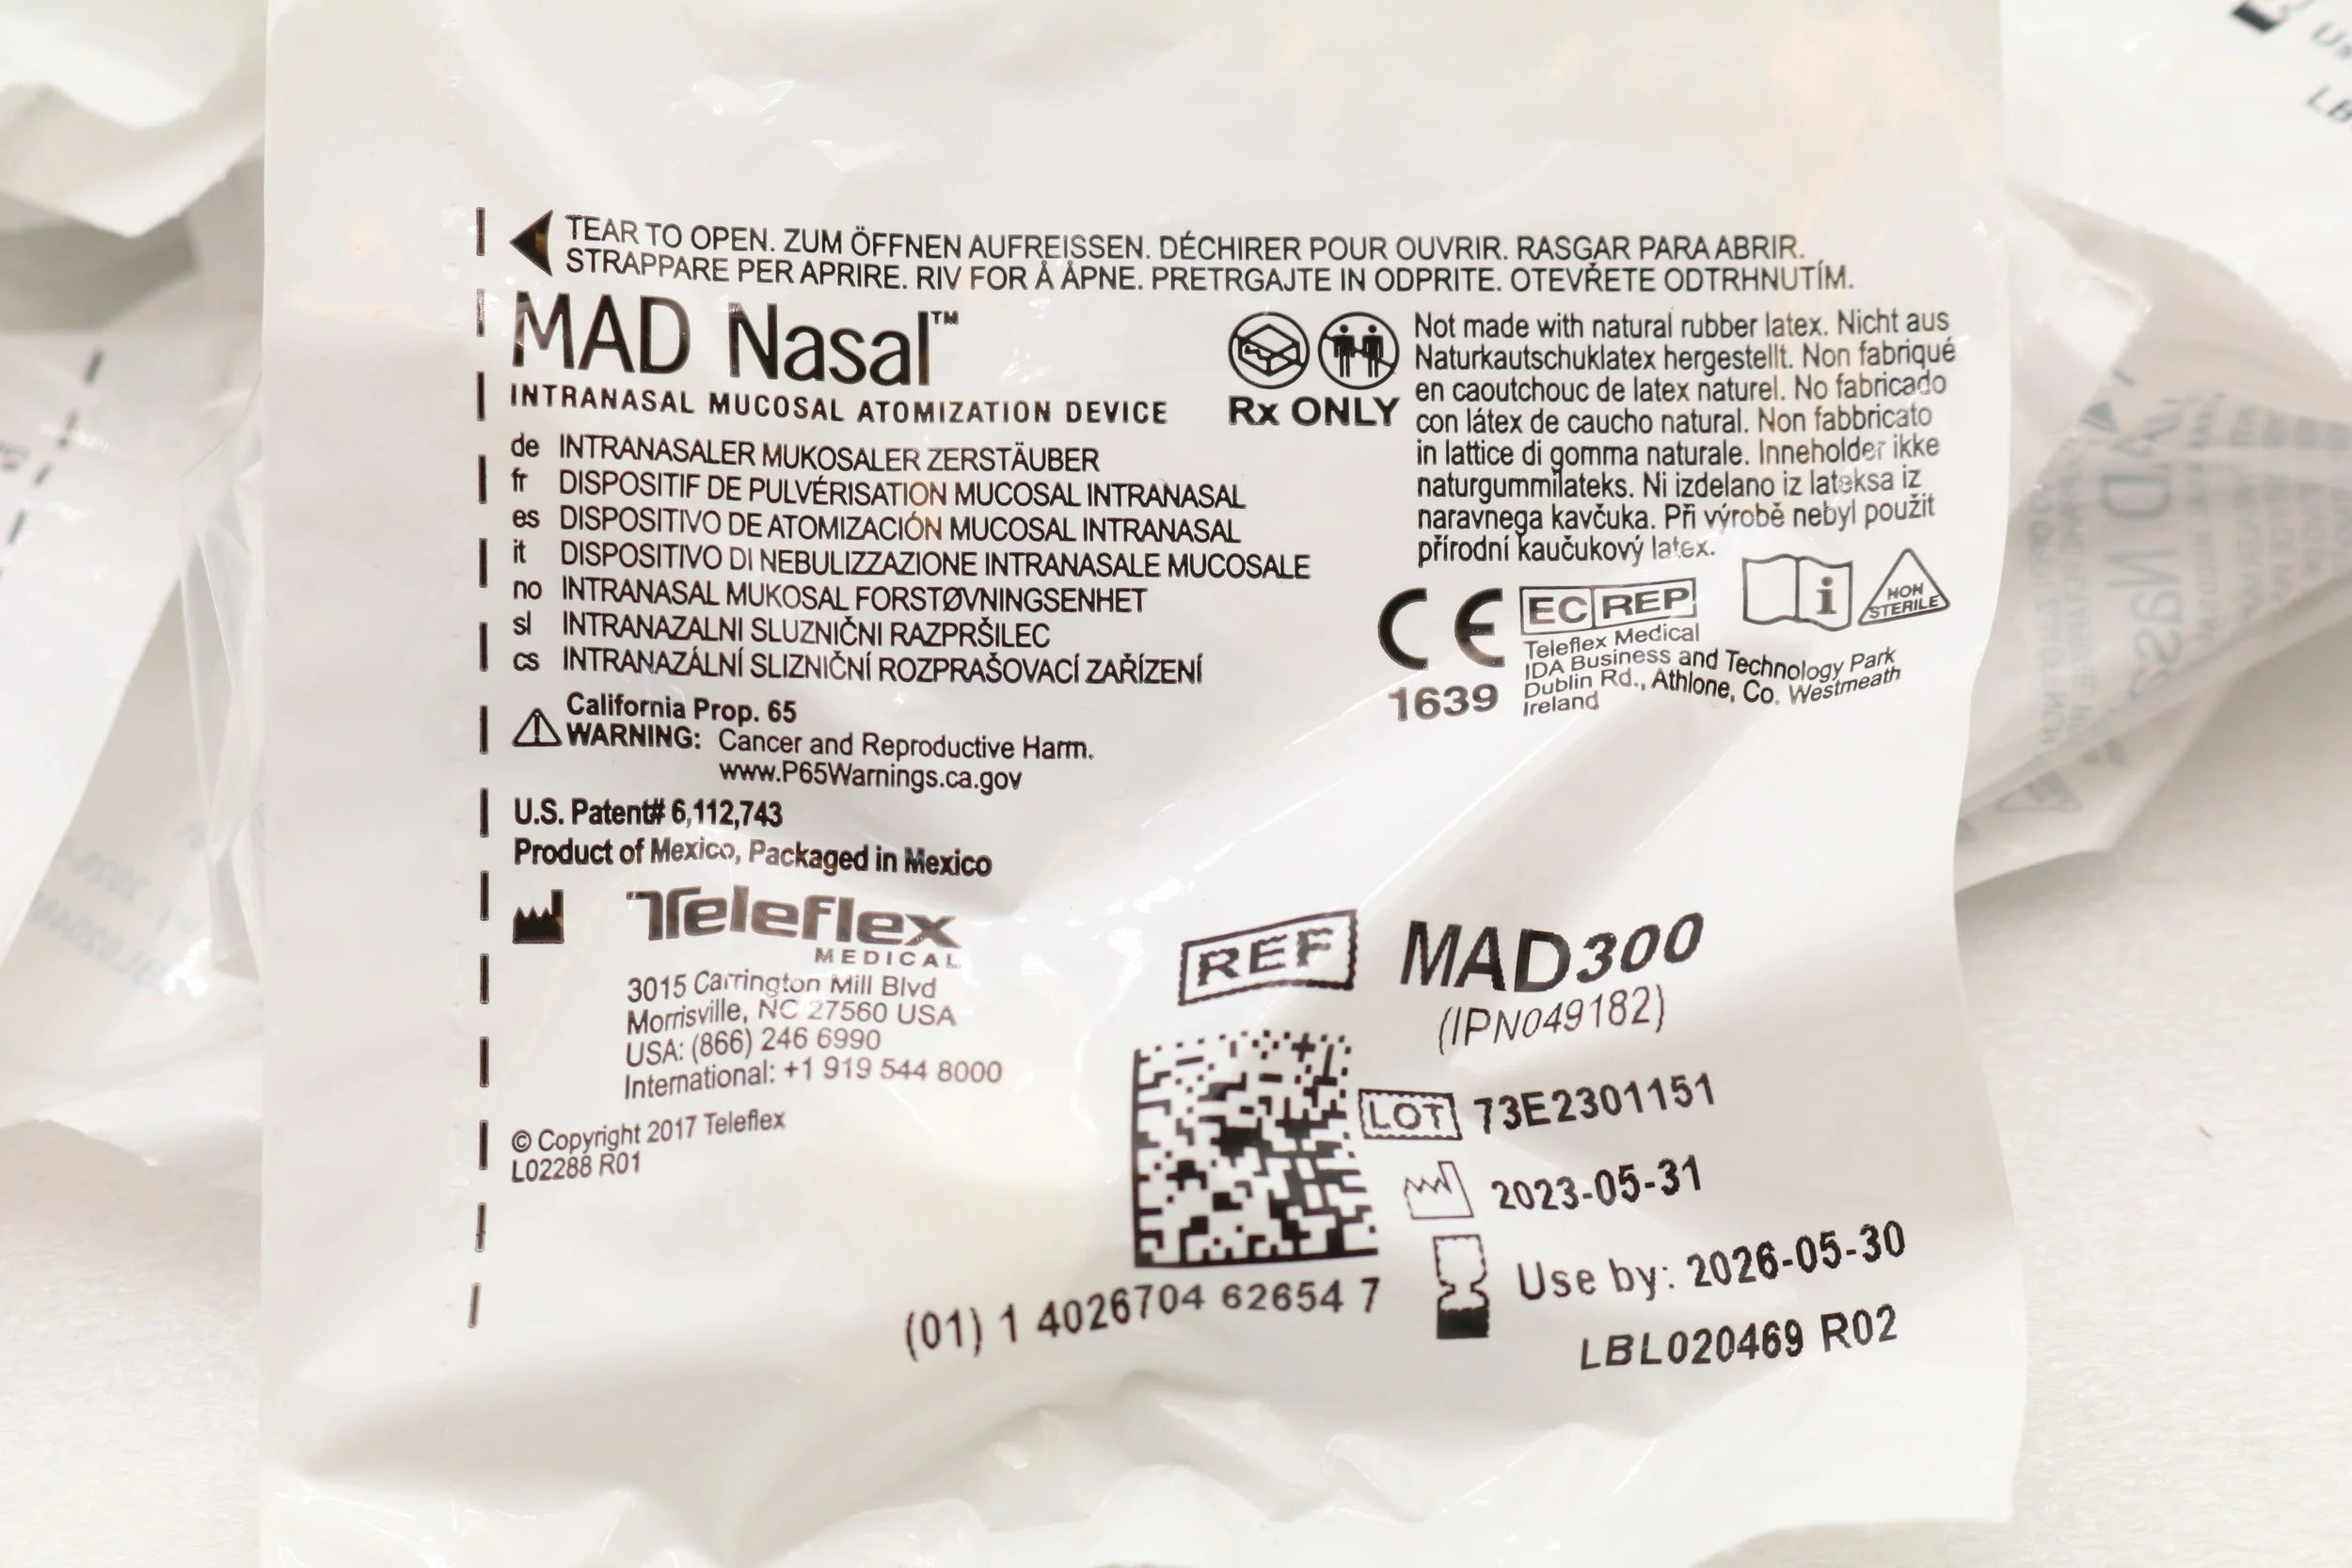 TEAR TO OPEN. ZUM ÖFFNEN AUFREISSEN. DÉCHIRER POUR OUVRIR. RASGAR PARA ABRIR.
STRAPPARE PER APRIRE. RIV FOR Å ÅPNE. PRETRGAJTE IN ODPRITE. OTEVŘETE ODTRHNUTÍM.
MAD Nasal™
INTRANASAL MUCOSAL ATOMIZATION DEVICE
de INTRANASALER MUKOSALER ZERSTÄUBER
fr DISPOSITIF DE PULVÉRISATION MUCOSAL INTRANASAL
es DISPOSITIVO DE ATOMIZACIÓN MUCOSAL INTRANASAL
it DISPOSITIVO DI NEBULIZZAZIONE INTRANASALE MUCOSALE
no INTRANASAL MUKOSAL FORSTØVNINGSENHET
sl INTRANAZALNI SLUZNIČNI RAZPRŠILEC
cs INTRANAZÁLNÍ SLIZNIČNÍ ROZPRAŠOVACÍ ZAŘÍZENÍ
Rx ONLY
Not made with natural rubber latex. Nicht aus
Naturkautschuklatex hergestellt. Non fabriqué
en caoutchouc de latex naturel. No fabricado
con látex de caucho natural. Non fabbricato
in lattice di gomma naturale. Inneholder ikke
naturgummilateks. Ni izdelano iz lateksa iz
naravnega kavčuka. Při výrobě nebyl použit
přírodní kaučukový latex.
CE
1639
EC REP
Teleflex Medical
IDA Business and Technology Park
Dublin Rd., Athlone, Co. Westmeath
Ireland
i
NON
STERILE
California Prop. 65
WARNING: Cancer and Reproductive Harm.
www.P65Warnings.ca.gov
U.S. Patent# 6,112,743
Product of Mexico, Packaged in Mexico
Teleflex
MEDICAL
3015 Carrington Mill Blvd
Morrisville, NC 27560 USA
USA: (866) 246 6990
International: +1 919 544 8000
© Copyright 2017 Teleflex
L02288 R01
REF MAD300
(IPN049182)
LOT 73E2301151
2023-05-31
Use by: 2026-05-30
(01) 1 4026704 62654 7
LBL020469 R02